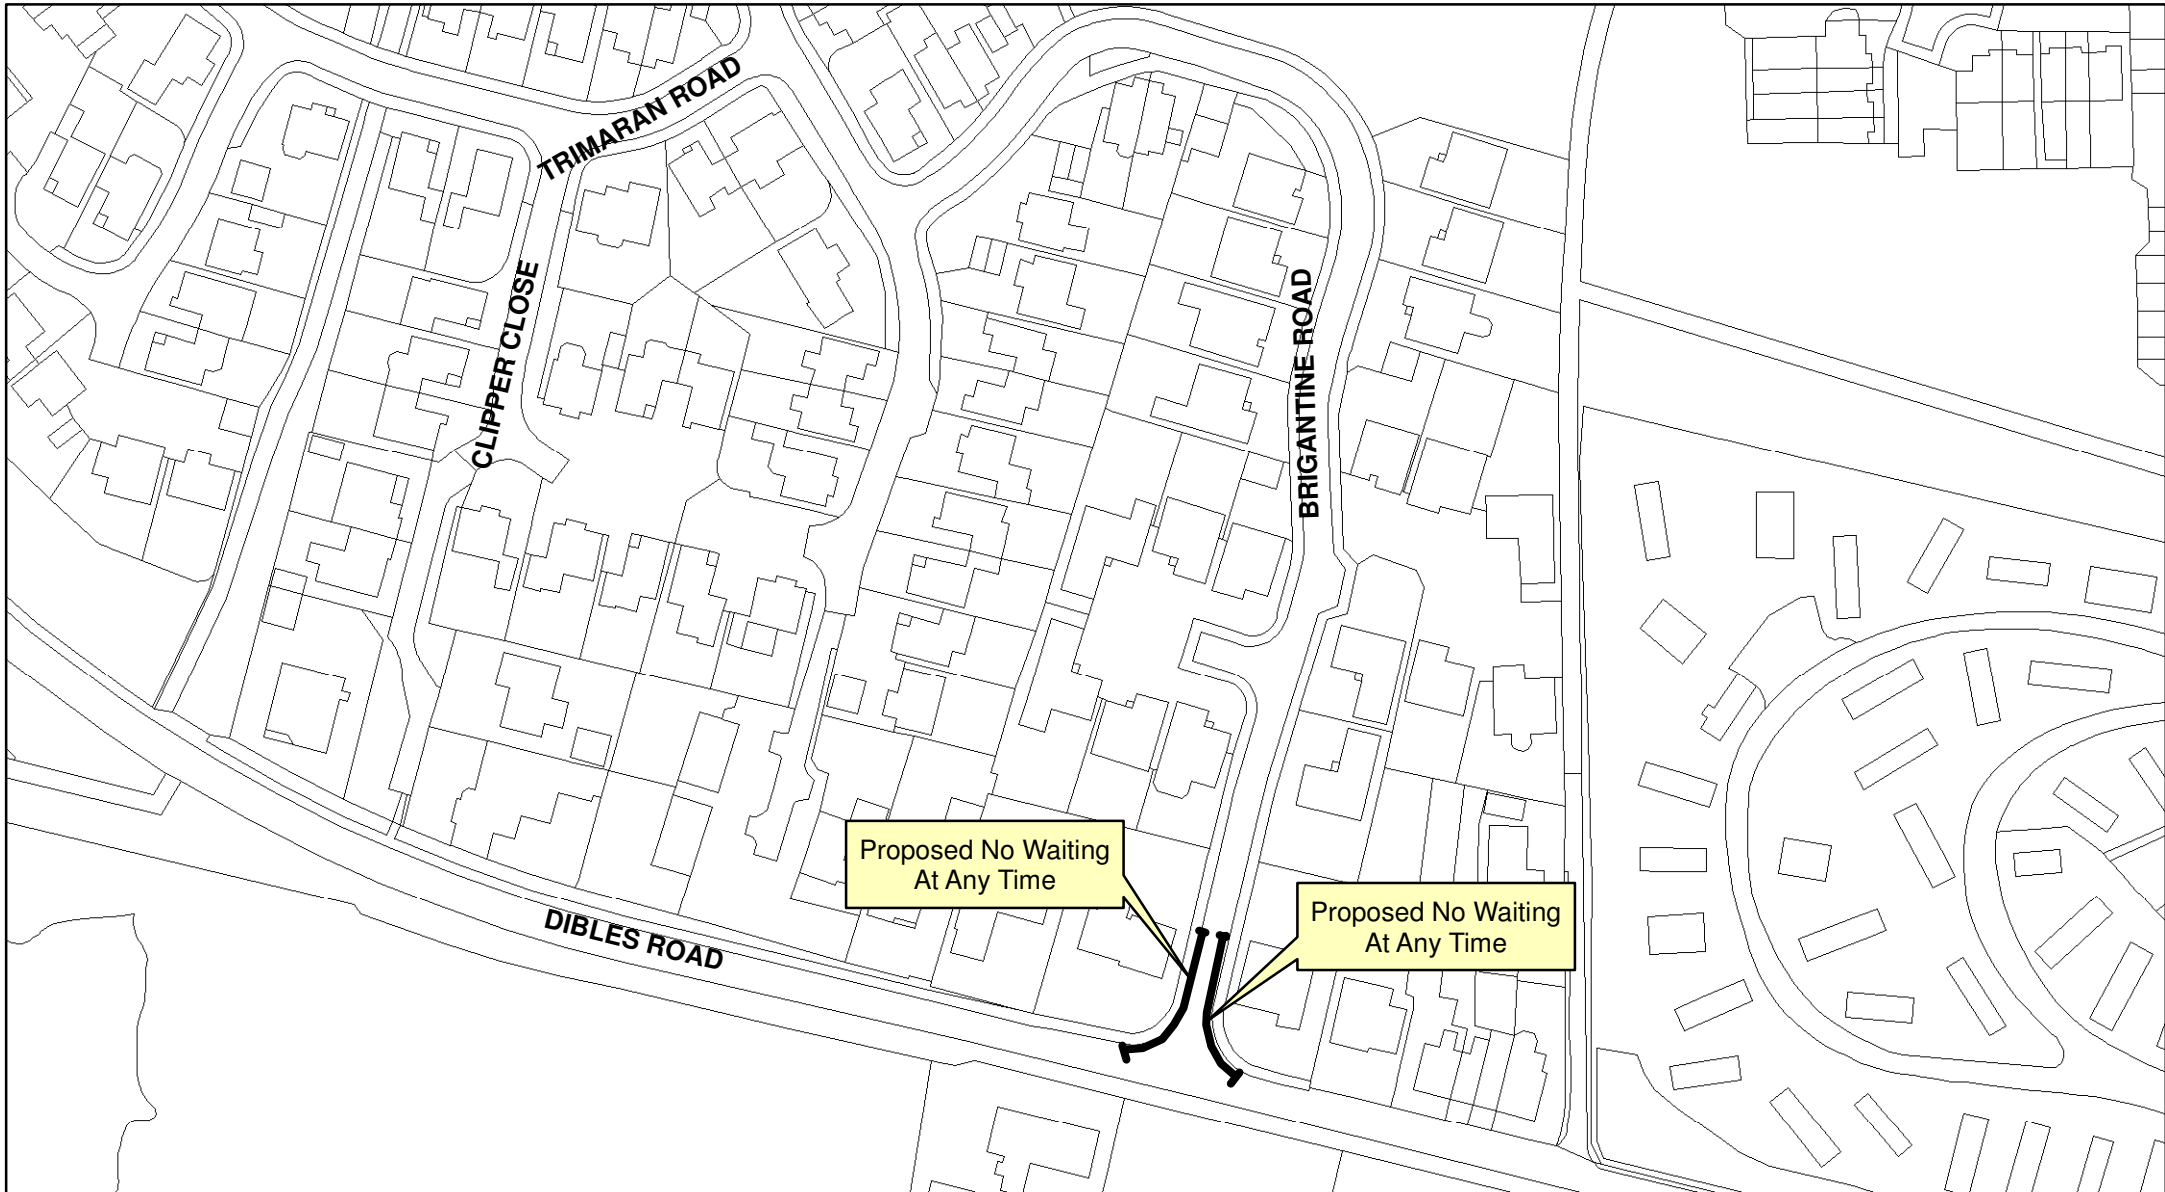 TRIMARAN ROAD
CLIPPER CLOSE
BRIGANTINE ROAD
Proposed No Waiting
At Any Time
Proposed No Waiting
At Any Time
DIBLES ROAD